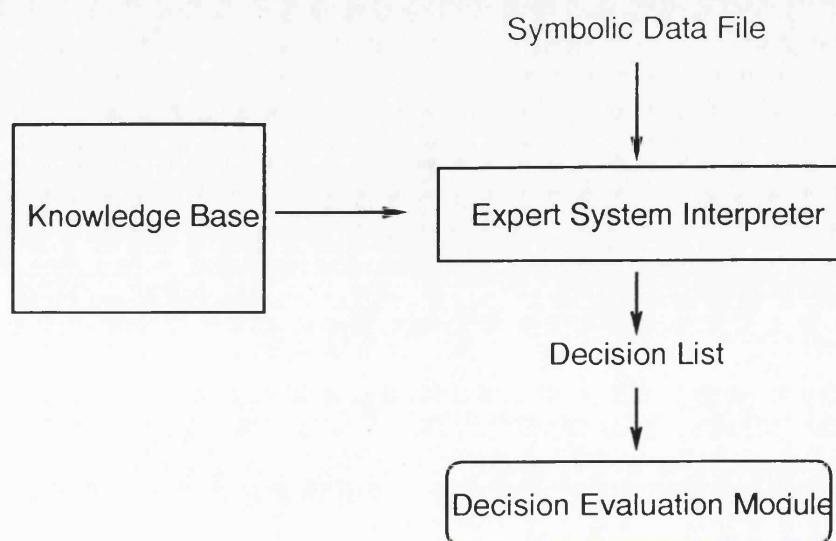 Symbolic Data File
Knowledge Base
Expert System Interpreter
Decision List
Decision Evaluation Module